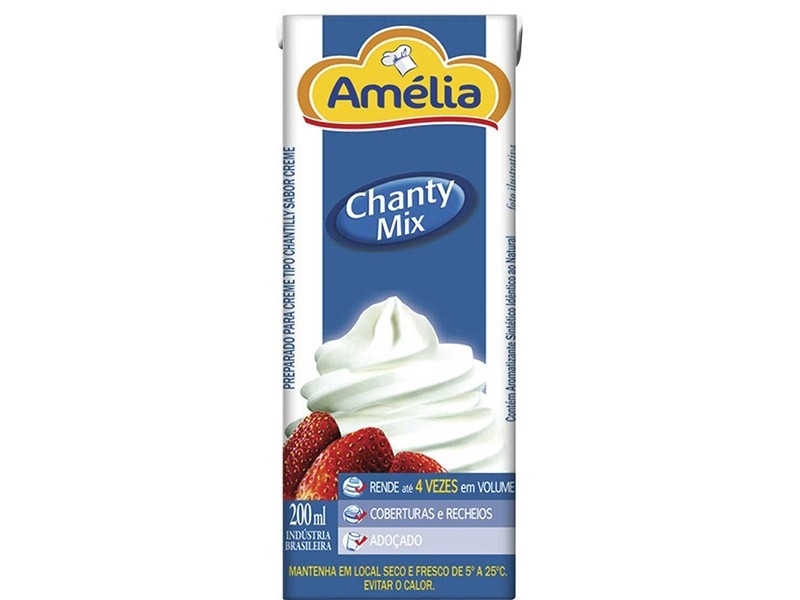 Amélia
Chanty
Mix
PREPARADO PARA CREME TIPO CHANTILLY SABOR CREME
foto ilustrativa
Contém Aromatizante Sintético Idêntico ao Natural
RENDE até 4 VEZES em VOLUME
COBERTURAS e RECHEIOS
ADOÇADO
200ml
INDÚSTRIA
BRASILEIRA
MANTENHA EM LOCAL SECO E FRESCO DE 5º A 25ºC.
EVITAR O CALOR.